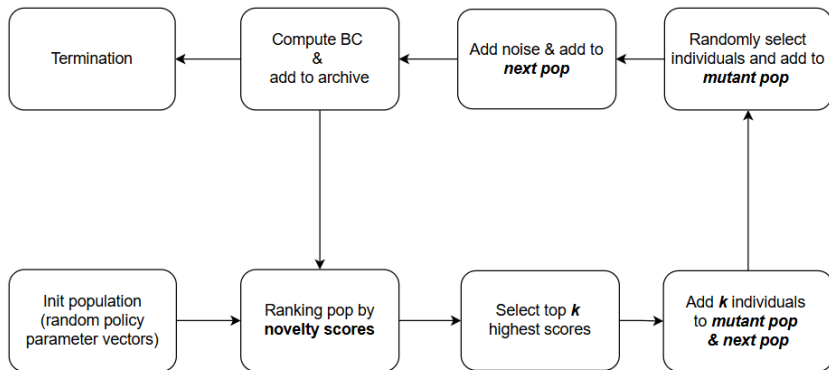 Termination
Compute BC
&
add to archive
Add noise & add to
next pop
Randomly select
individuals and add to
mutant pop
Init population
(random policy
parameter vectors)
Ranking pop by
novelty scores
Select top k
highest scores
Add k individuals
to mutant pop
& next pop